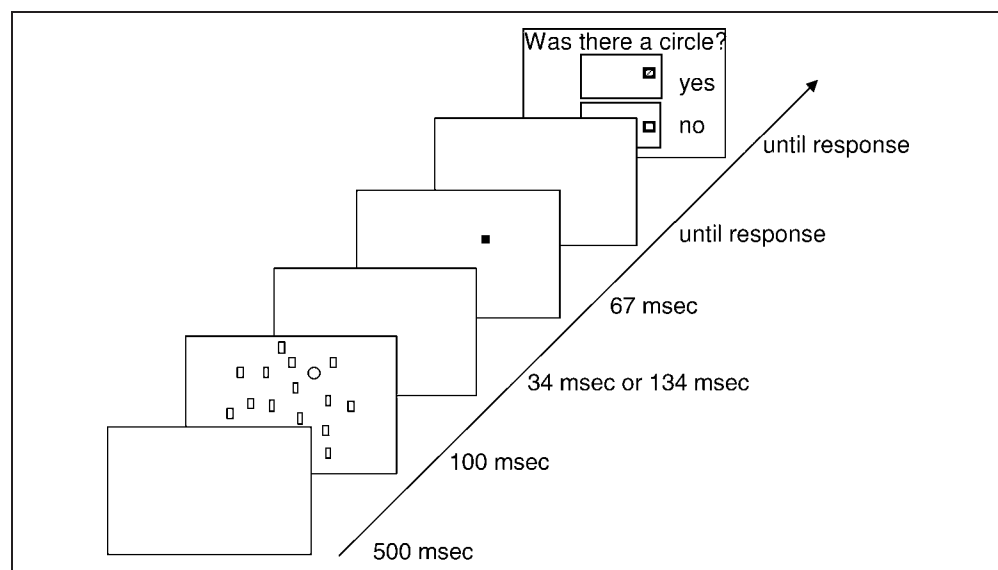 Was there a circle?
yes
no
until response
until response
67 msec
34 msec or 134 msec
100 msec
500 msec